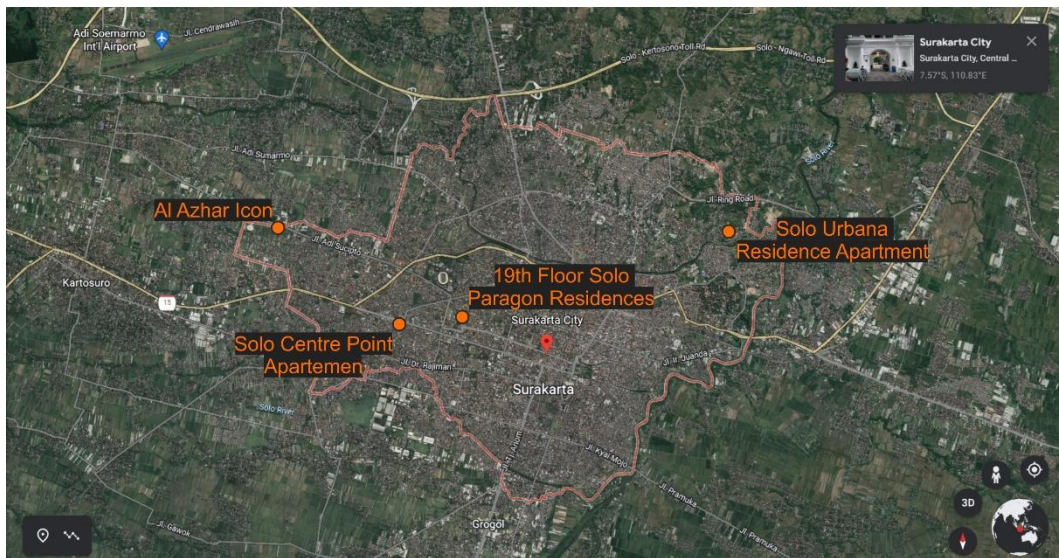 Adi Soemarmo
Int'l Airport
Jl. Cendrawasih
Solo - Kertosono Toll Rd
Solo - Ngawi Toll Rd
Surakarta City
Surakarta City, Central ...
7.57°S, 110.83°E
Jl. Adi Sumarmo
Solo River
Jl. Ring Road
Al Azhar Icon
Jl. Adi Sucipto
Solo Urbana
Residence Apartment
Kartosuro
15
19th Floor Solo
Paragon Residences
Surakarta City
Solo Centre Point
Apartemen
Jl. Dr. Rajiman
Jl. Ir. Juanda
Surakarta
Solo River
Jl. Kyai Mojo
Jl. Pramuka
Grogol
Jl. Gawok
Jl. Pramuka
3D